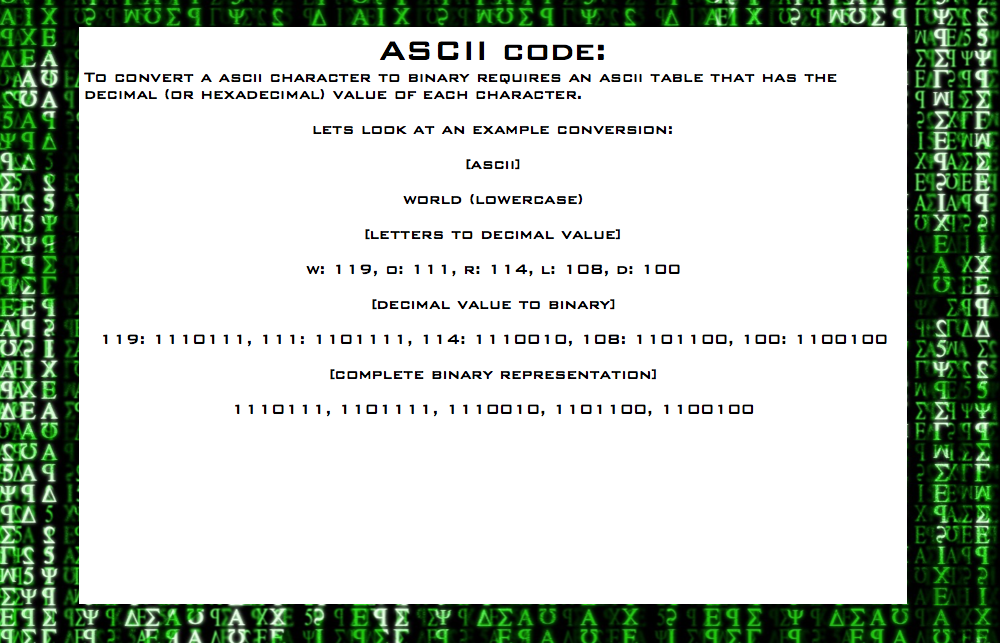 ASCII code:
To convert a ascii character to binary requires an ascii table that has the
decimal (or hexadecimal) value of each character.
lets look at an example conversion:
[ascii]
world (lowercase)
[letters to decimal value]
w: 119, o: 111, r: 114, l: 108, d: 100
[decimal value to binary]
119: 1110111, 111: 1101111, 114: 1110010, 108: 1101100, 100: 1100100
[complete binary representation]
1110111, 1101111, 1110010, 1101100, 1100100